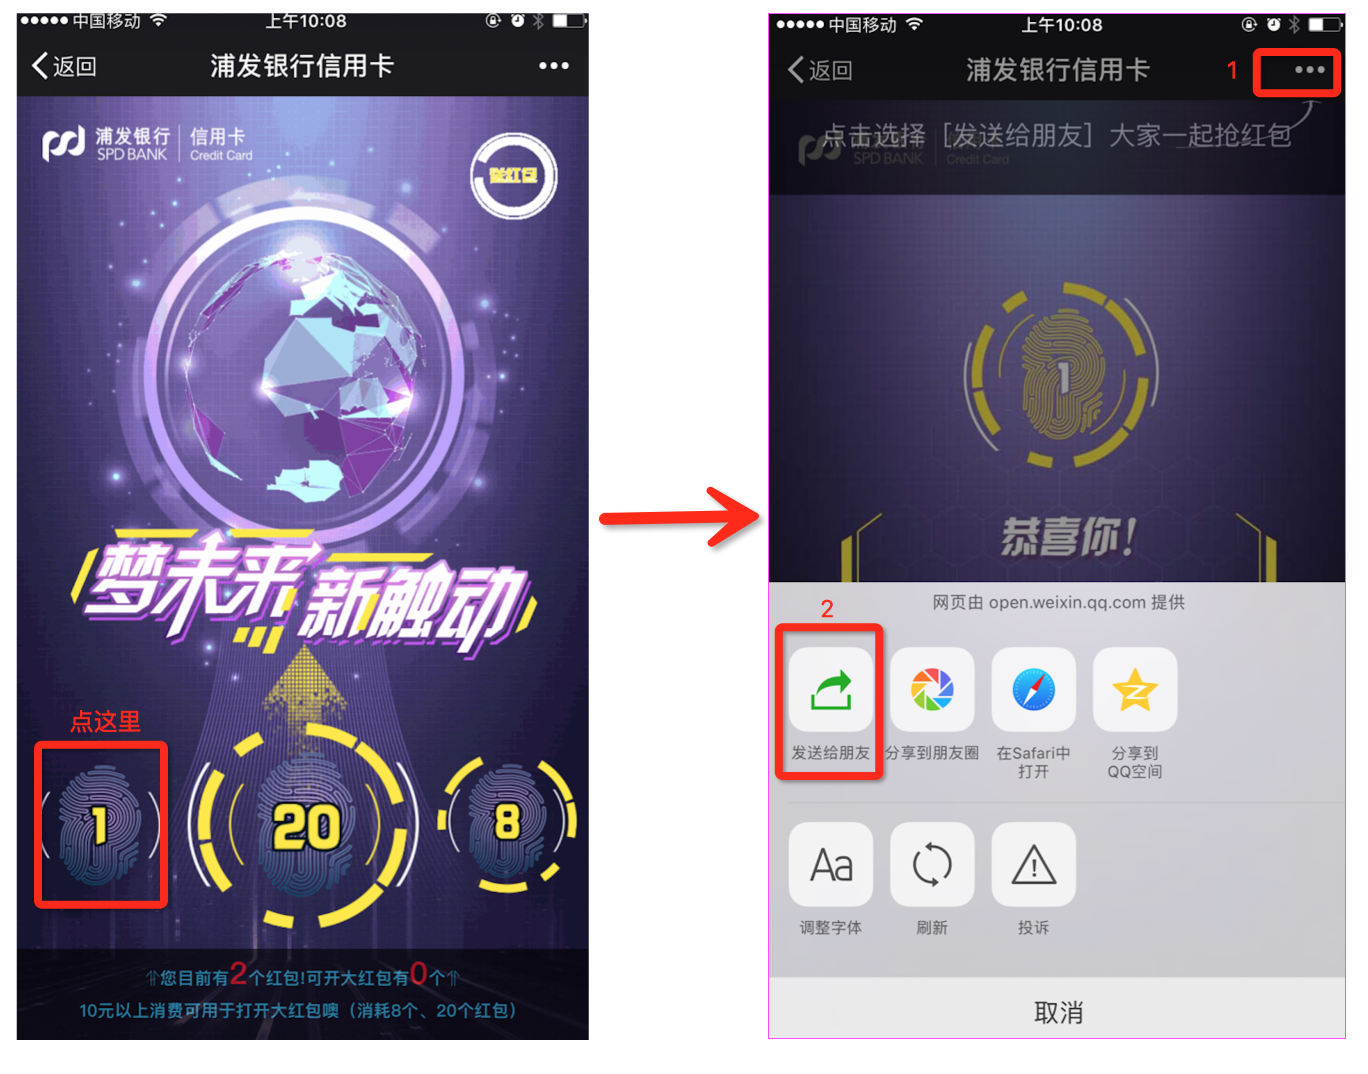 中国移动
上午10:08
返回
浦发银行信用卡
浦发银行 信用卡
SPD BANK Credit Card
送红包
梦未来 新触动
点这里
1
20
8
您目前有2个红包!可开大红包有0个
10元以上消费可用于打开大红包噢（消耗8个、20个红包）
中国移动
上午10:08
返回
浦发银行信用卡
1
点击选择 [发送给朋友] 大家一起抢红包
SPD BANK Credit Card
1
恭喜你!
网页由 open.weixin.qq.com 提供
2
发送给朋友
分享到朋友圈
在Safari中
打开
分享到
QQ空间
Aa
调整字体
刷新
投诉
取消